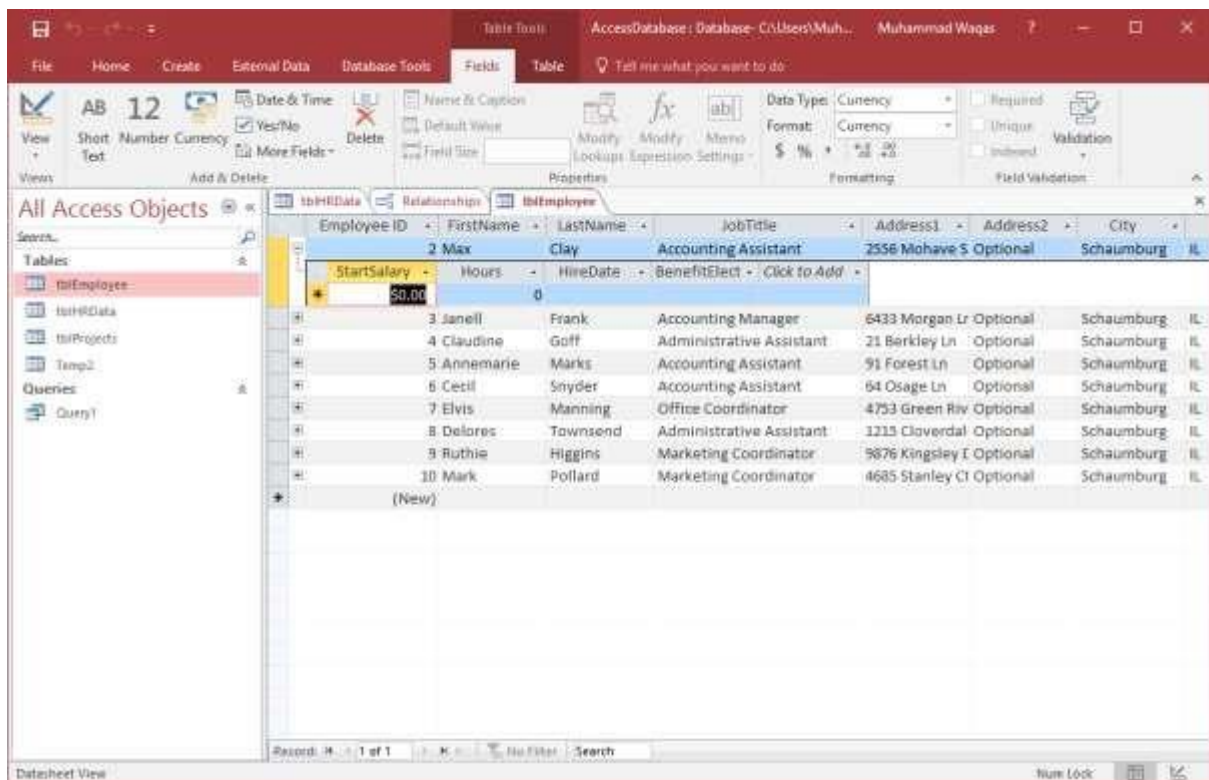 Table Tools AccessDatabase : Database- C:\Users\Muh... Muhammad Waqas ?
File Home Create External Data Database Tools Fields Table Tell me what you want to do
View
AB Short Text
12 Number
Currency
Date & Time
Yes/No
More Fields
Delete
Name & Caption
Default Value
Field Size
Modify Lookups
fx Modify Expression
ab Memo Settings
Data Type: Currency
Format: Currency
$ % ,
Required
Unique
Indexed
Validation
Views Add & Delete Properties Formatting Field Validation
All Access Objects
Search...
Tables
tblEmployee
tblHRData
tblProjects
Temp2
Queries
Query1
tblHRData Relationships tblEmployee
Employee ID FirstName LastName JobTitle Address1 Address2 City
2 Max Clay Accounting Assistant 2556 Mohave S Optional Schaumburg IL
StartSalary Hours HireDate BenefitElect Click to Add
$0.00 0
3 Janell Frank Accounting Manager 6433 Morgan Lr Optional Schaumburg IL
4 Claudine Goff Administrative Assistant 21 Berkley Ln Optional Schaumburg IL
5 Annemarie Marks Accounting Assistant 91 Forest Ln Optional Schaumburg IL
6 Cecil Snyder Accounting Assistant 64 Osage Ln Optional Schaumburg IL
7 Elvis Manning Office Coordinator 4753 Green Riv Optional Schaumburg IL
8 Delores Townsend Administrative Assistant 1215 Cloverdal Optional Schaumburg IL
9 Ruthie Higgins Marketing Coordinator 9876 Kingsley Optional Schaumburg IL
10 Mark Pollard Marketing Coordinator 4685 Stanley Ct Optional Schaumburg IL
(New)
Record: 1 of 1 No Filter Search
Datasheet View Num Lock